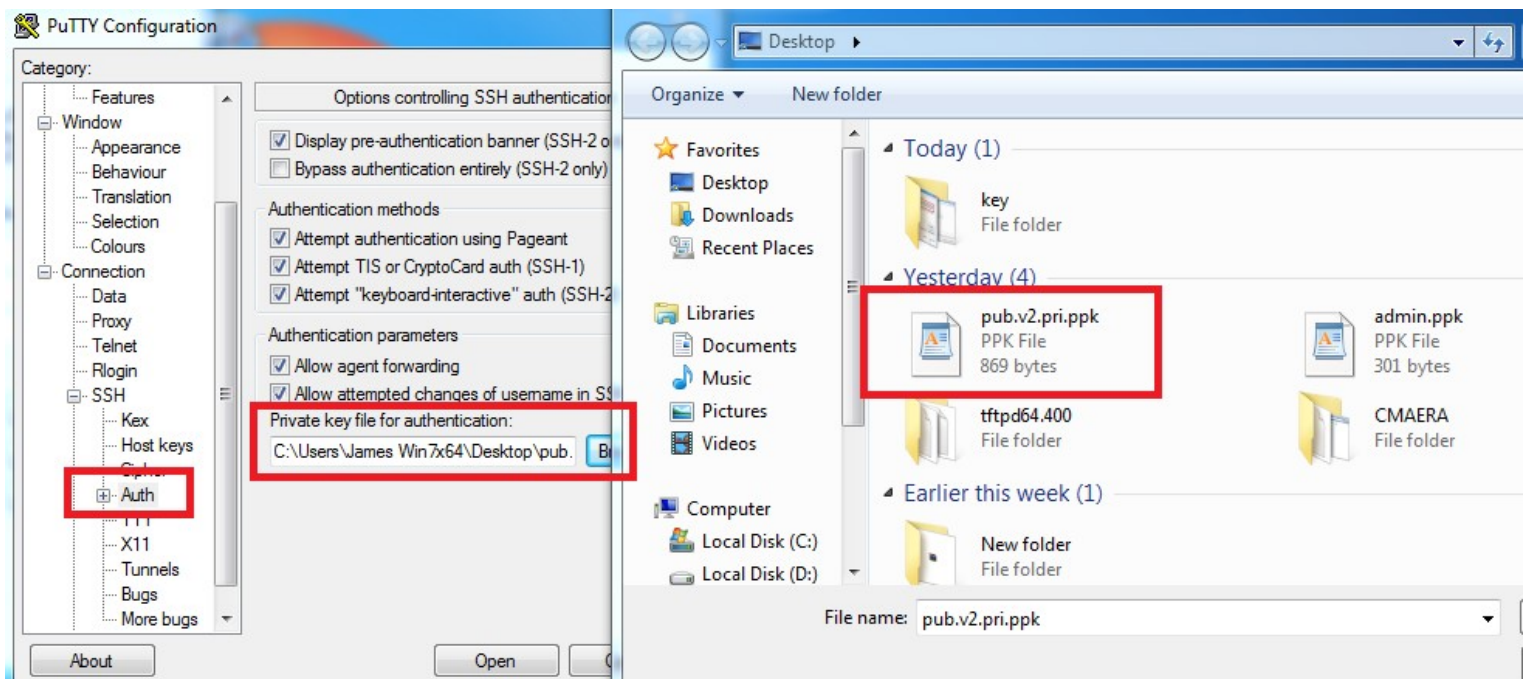 PuTTY Configuration
Category:
Features
Window
Appearance
Behaviour
Translation
Selection
Colours
Connection
Data
Proxy
Telnet
Rlogin
SSH
Kex
Host keys
Auth
X11
Tunnels
Bugs
More bugs
About
Options controlling SSH authentication
Display pre-authentication banner (SSH-2 o
Bypass authentication entirely (SSH-2 only)
Authentication methods
Attempt authentication using Pageant
Attempt TIS or CryptoCard auth (SSH-1)
Attempt "keyboard-interactive" auth (SSH-2
Authentication parameters
Allow agent forwarding
Allow attempted changes of username in SS
Private key file for authentication:
C:\Users\James Win7x64\Desktop\pub. Br
Open
Desktop
Organize New folder
Favorites
Desktop
Downloads
Recent Places
Libraries
Documents
Music
Pictures
Videos
Computer
Local Disk (C:)
Local Disk (D:)
Today (1)
key
File folder
Yesterday (4)
pub.v2.pri.ppk
PPK File
869 bytes
admin.ppk
PPK File
301 bytes
tftpd64.400
File folder
CMAERA
File folder
Earlier this week (1)
New folder
File folder
File name: pub.v2.pri.ppk